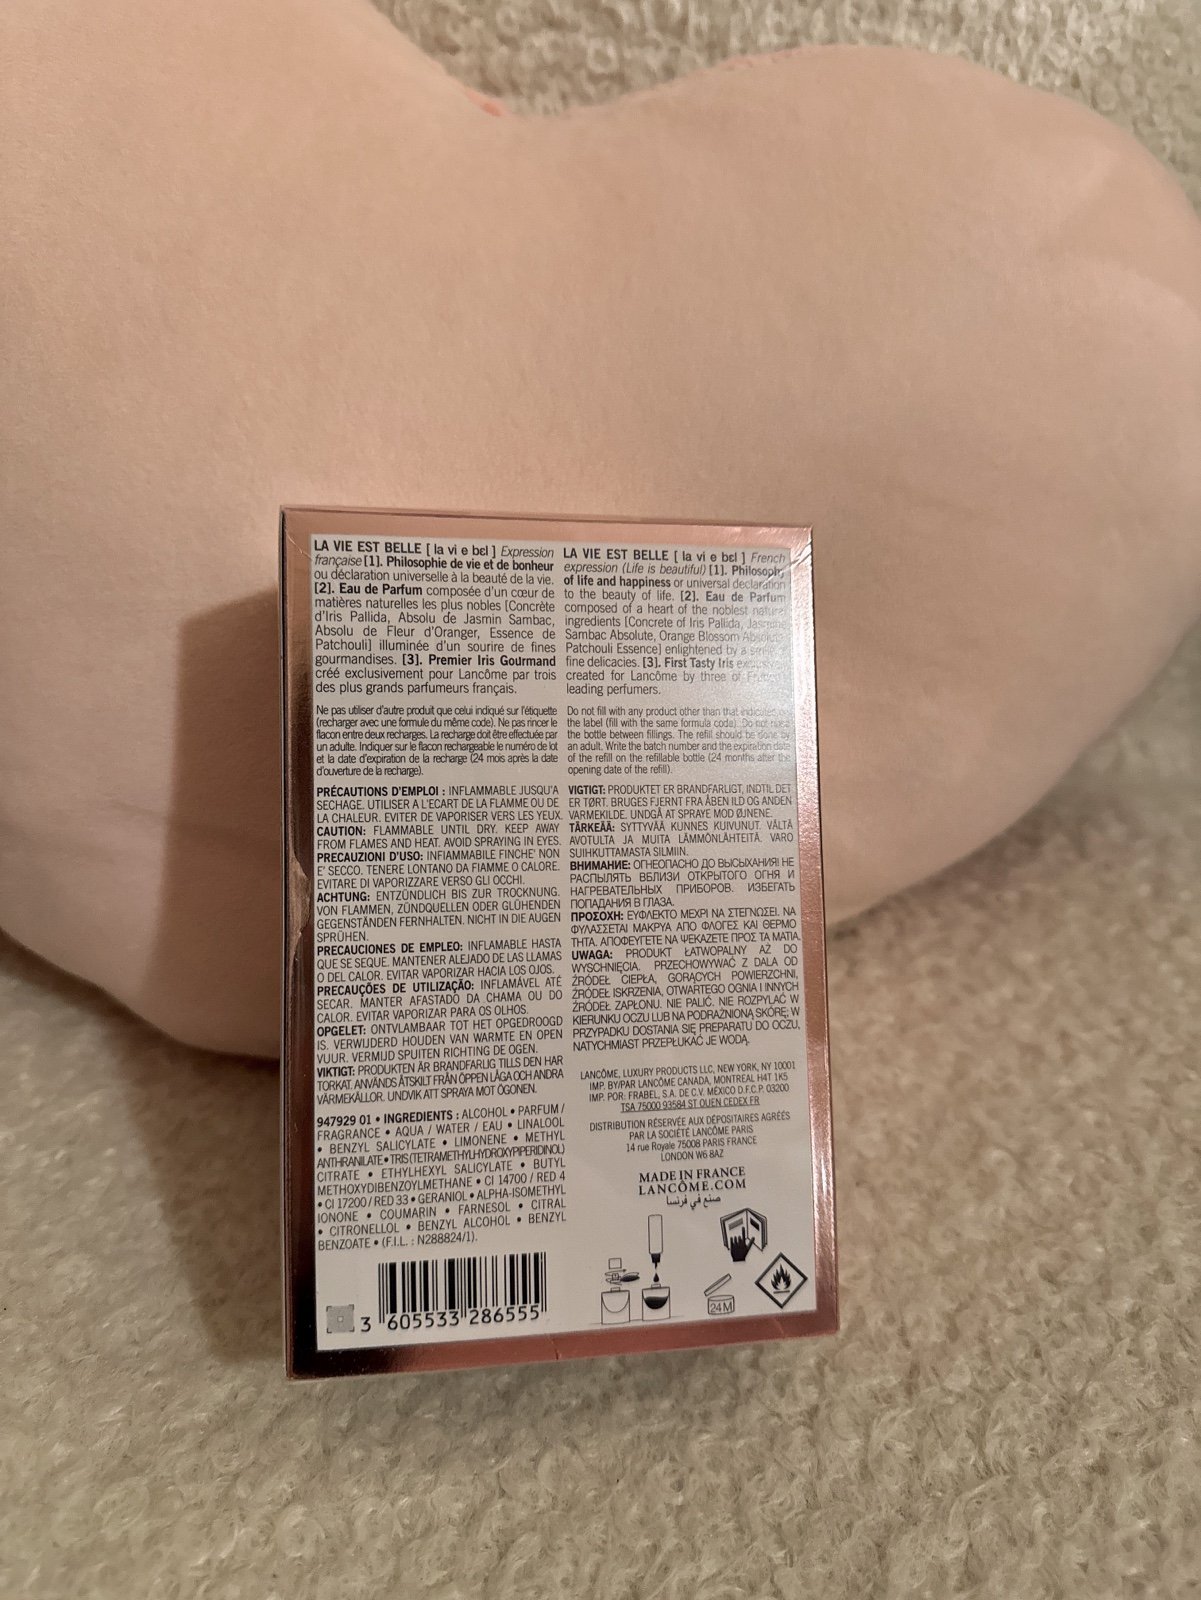 LA VIE EST BELLE [ la vi e bɛl ] Expression
française [1]. Philosophie de vie et de bonheur
ou déclaration universelle à la beauté de la vie.
[2]. Eau de Parfum composée d'un cœur de
matières naturelles les plus nobles [Concrète
d'Iris Pallida, Absolu de Jasmin Sambac,
Absolu de Fleur d'Oranger, Essence de
Patchouli] illuminée d'un sourire de fines
gourmandises. [3]. Premier Iris Gourmand
créé exclusivement pour Lancôme par trois
des plus grands parfumeurs français.
Ne pas utiliser d'autre produit que celui indiqué sur l'étiquette
(recharger avec une formule du même code). Ne pas rincer le
flacon entre deux recharges. La recharge doit être effectuée par
un adulte. Indiquer sur le flacon rechargeable le numéro de lot
et la date d'expiration de la recharge (24 mois après la date
d'ouverture de la recharge).
PRÉCAUTIONS D'EMPLOI : INFLAMMABLE JUSQU'A
SECHAGE. UTILISER A L'ECART DE LA FLAMME OU DE
LA CHALEUR. EVITER DE VAPORISER VERS LES YEUX.
CAUTION: FLAMMABLE UNTIL DRY. KEEP AWAY
FROM FLAMES AND HEAT. AVOID SPRAYING IN EYES.
PRECAUZIONI D'USO: INFIAMMABILE FINCHE' NON
E' SECCO. TENERE LONTANO DA FIAMME O CALORE.
EVITARE DI VAPORIZZARE VERSO GLI OCCHI.
ACHTUNG: ENTZÜNDLICH BIS ZUR TROCKNUNG.
VON FLAMMEN, ZÜNDQUELLEN ODER GLÜHENDEN
GEGENSTÄNDEN FERNHALTEN. NICHT IN DIE AUGEN
SPRÜHEN.
PRECAUCIONES DE EMPLEO: INFLAMABLE HASTA
QUE SE SEQUE. MANTENER ALEJADO DE LAS LLAMAS
O DEL CALOR. EVITAR VAPORIZAR HACIA LOS OJOS.
PRECAUÇÕES DE UTILIZAÇÃO: INFLAMÁVEL ATÉ
SECAR. MANTER AFASTADO DA CHAMA OU DO
CALOR. EVITAR VAPORIZAR PARA OS OLHOS.
OPGELET: ONTVLAMBAAR TOT HET OPGEDROOGD
IS. VERWIJDERD HOUDEN VAN WARMTE EN OPEN
VUUR. VERMIJD SPUITEN RICHTING DE OGEN.
VIKTIGT: PRODUKTEN ÄR BRANDFARLIG TILLS DEN HAR
TORKAT. ANVÄNDS ÅTSKILT FRÅN ÖPPEN LÅGA OCH ANDRA
VÄRMEKÄLLOR. UNDVIK ATT SPRAYA MOT ÖGONEN.
947929 01 • INGREDIENTS : ALCOHOL • PARFUM /
FRAGRANCE • AQUA / WATER / EAU • LINALOOL
• BENZYL SALICYLATE • LIMONENE • METHYL
ANTHRANILATE • TRIS(TETRAMETHYLHYDROXYPIPERIDINOL)
CITRATE • ETHYLHEXYL SALICYLATE • BUTYL
METHOXYDIBENZOYLMETHANE • CI 14700 / RED 4
• CI 17200 / RED 33 • GERANIOL • ALPHA-ISOMETHYL
IONONE • COUMARIN • FARNESOL • CITRAL
• CITRONELLOL • BENZYL ALCOHOL • BENZYL
BENZOATE • (F.I.L. : N288824/1).
3 605533 286555
LA VIE EST BELLE [ la vi e bɛl ] French
expression (Life is beautiful) [1]. Philosophy
of life and happiness or universal declaration
to the beauty of life. [2]. Eau de Parfum
composed of a heart of the noblest natural
ingredients [Concrete of Iris Pallida, Jasmine
Sambac Absolute, Orange Blossom Absolute,
Patchouli Essence] enlightened by a smile of
fine delicacies. [3]. First Tasty Iris exclusively
created for Lancôme by three of France's
leading perfumers.
Do not fill with any product other than that indicated on
the label (fill with the same formula code). Do not rinse
the bottle between fillings. The refill should be done by
an adult. Write the batch number and the expiration date
of the refill on the refillable bottle (24 months after the
opening date of the refill).
VIGTIGT: PRODUKTET ER BRANDFARLIGT, INDTIL DET
ER TØRT. BRUGES FJERNT FRA ÅBEN ILD OG ANDEN
VARMEKILDE. UNDGÅ AT SPRAYE MOD ØJNENE.
TÄRKEÄÄ: SYTTYVÄÄ KUNNES KUIVUNUT. VÄLTÄ
AVOTULTA JA MUITA LÄMMÖNLÄHTEITÄ. VARO
SUIHKUTTAMASTA SILMIIN.
ВНИМАНИЕ: ОГНЕОПАСНО ДО ВЫСЫХАНИЯ! НЕ
РАСПЫЛЯТЬ ВБЛИЗИ ОТКРЫТОГО ОГНЯ И
НАГРЕВАТЕЛЬНЫХ ПРИБОРОВ. ИЗБЕГАТЬ
ПОПАДАНИЯ В ГЛАЗА.
ΠΡΟΣΟΧΗ: ΕΥΦΛΕΚΤΟ ΜΕΧΡΙ ΝΑ ΣΤΕΓΝΩΣΕΙ. ΝΑ
ΦΥΛΑΣΣΕΤΑΙ ΜΑΚΡΥΑ ΑΠΟ ΦΛΟΓΕΣ ΚΑΙ ΘΕΡΜΟ
ΤΗΤΑ. ΑΠΟΦΕΥΓΕΤΕ ΝΑ ΨΕΚΑΖΕΤΕ ΠΡΟΣ ΤΑ ΜΑΤΙΑ.
UWAGA: PRODUKT ŁATWOPALNY AŻ DO
WYSCHNIĘCIA. PRZECHOWYWAĆ Z DALA OD
ŹRÓDEŁ CIEPŁA, GORĄCYCH POWIERZCHNI,
ŹRÓDEŁ ISKRZENIA, OTWARTEGO OGNIA I INNYCH
ŹRÓDEŁ ZAPŁONU. NIE PALIĆ. NIE ROZPYLAĆ W
KIERUNKU OCZU LUB NA PODRAŻNIONĄ SKÓRĘ; W
PRZYPADKU DOSTANIA SIĘ PREPARATU DO OCZU,
NATYCHMIAST PRZEPŁUKAĆ JE WODĄ.
LANCÔME, LUXURY PRODUCTS LLC, NEW YORK, NY 10001
IMP. BY/PAR LANCÔME CANADA, MONTREAL H4T 1K5
IMP. POR: FRABEL, S.A. DE C.V. MÉXICO D.F.C.P. 03200
TSA 75000 93584 ST OUEN CEDEX FR
DISTRIBUTION RÉSERVÉE AUX DÉPOSITAIRES AGRÉÉS
PAR LA SOCIÉTÉ LANCÔME PARIS
14 rue Royale 75008 PARIS FRANCE
LONDON W6 8AZ
MADE IN FRANCE
LANCÔME.COM
صنع في فرنسا
24M